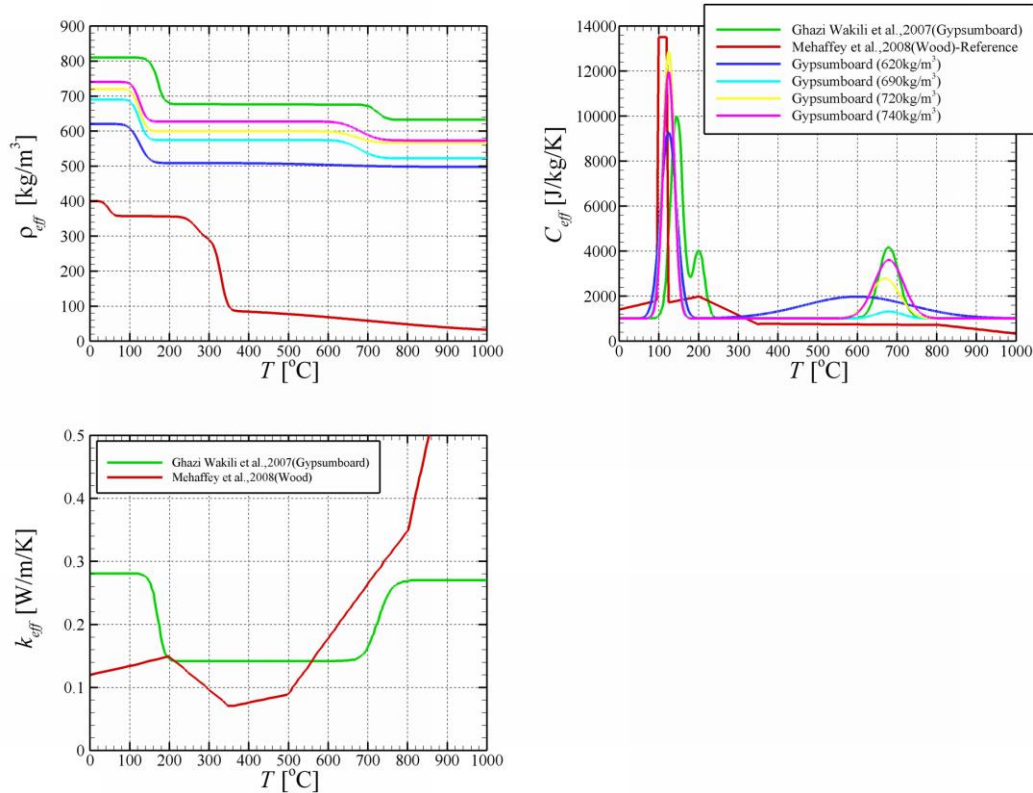 900
800
700
600
500
400
300
200
100
0
ρeff [kg/m³]
0 100 200 300 400 500 600 700 800 900 1000
T [°C]
14000
12000
10000
8000
6000
4000
2000
0
Ceff [J/kg/K]
0 100 200 300 400 500 600 700 800 900 1000
T [°C]
Ghazi Wakili et al.,2007(Gypsumboard)
Mehaffey et al.,2008(Wood)-Reference
Gypsumboard (620kg/m³)
Gypsumboard (690kg/m³)
Gypsumboard (720kg/m³)
Gypsumboard (740kg/m³)
0.5
0.4
0.3
0.2
0.1
0
keff [W/m/K]
Ghazi Wakili et al.,2007(Gypsumboard)
Mehaffey et al.,2008(Wood)
0 100 200 300 400 500 600 700 800 900 1000
T [°C]